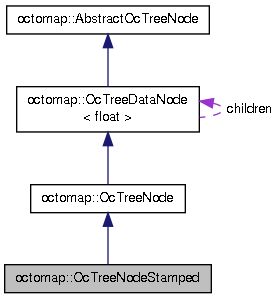 octomap::AbstractOcTreeNode
octomap::OcTreeDataNode
< float >
children
octomap::OcTreeNode
octomap::OcTreeNodeStamped